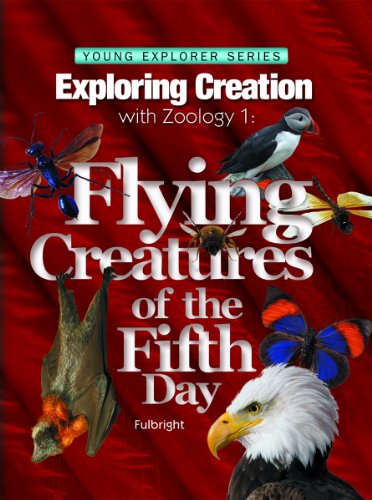 YOUNG EXPLORER SERIES
Exploring Creation
with Zoology 1:
Flying
Creatures
of the
Fifth
Day
Fulbright